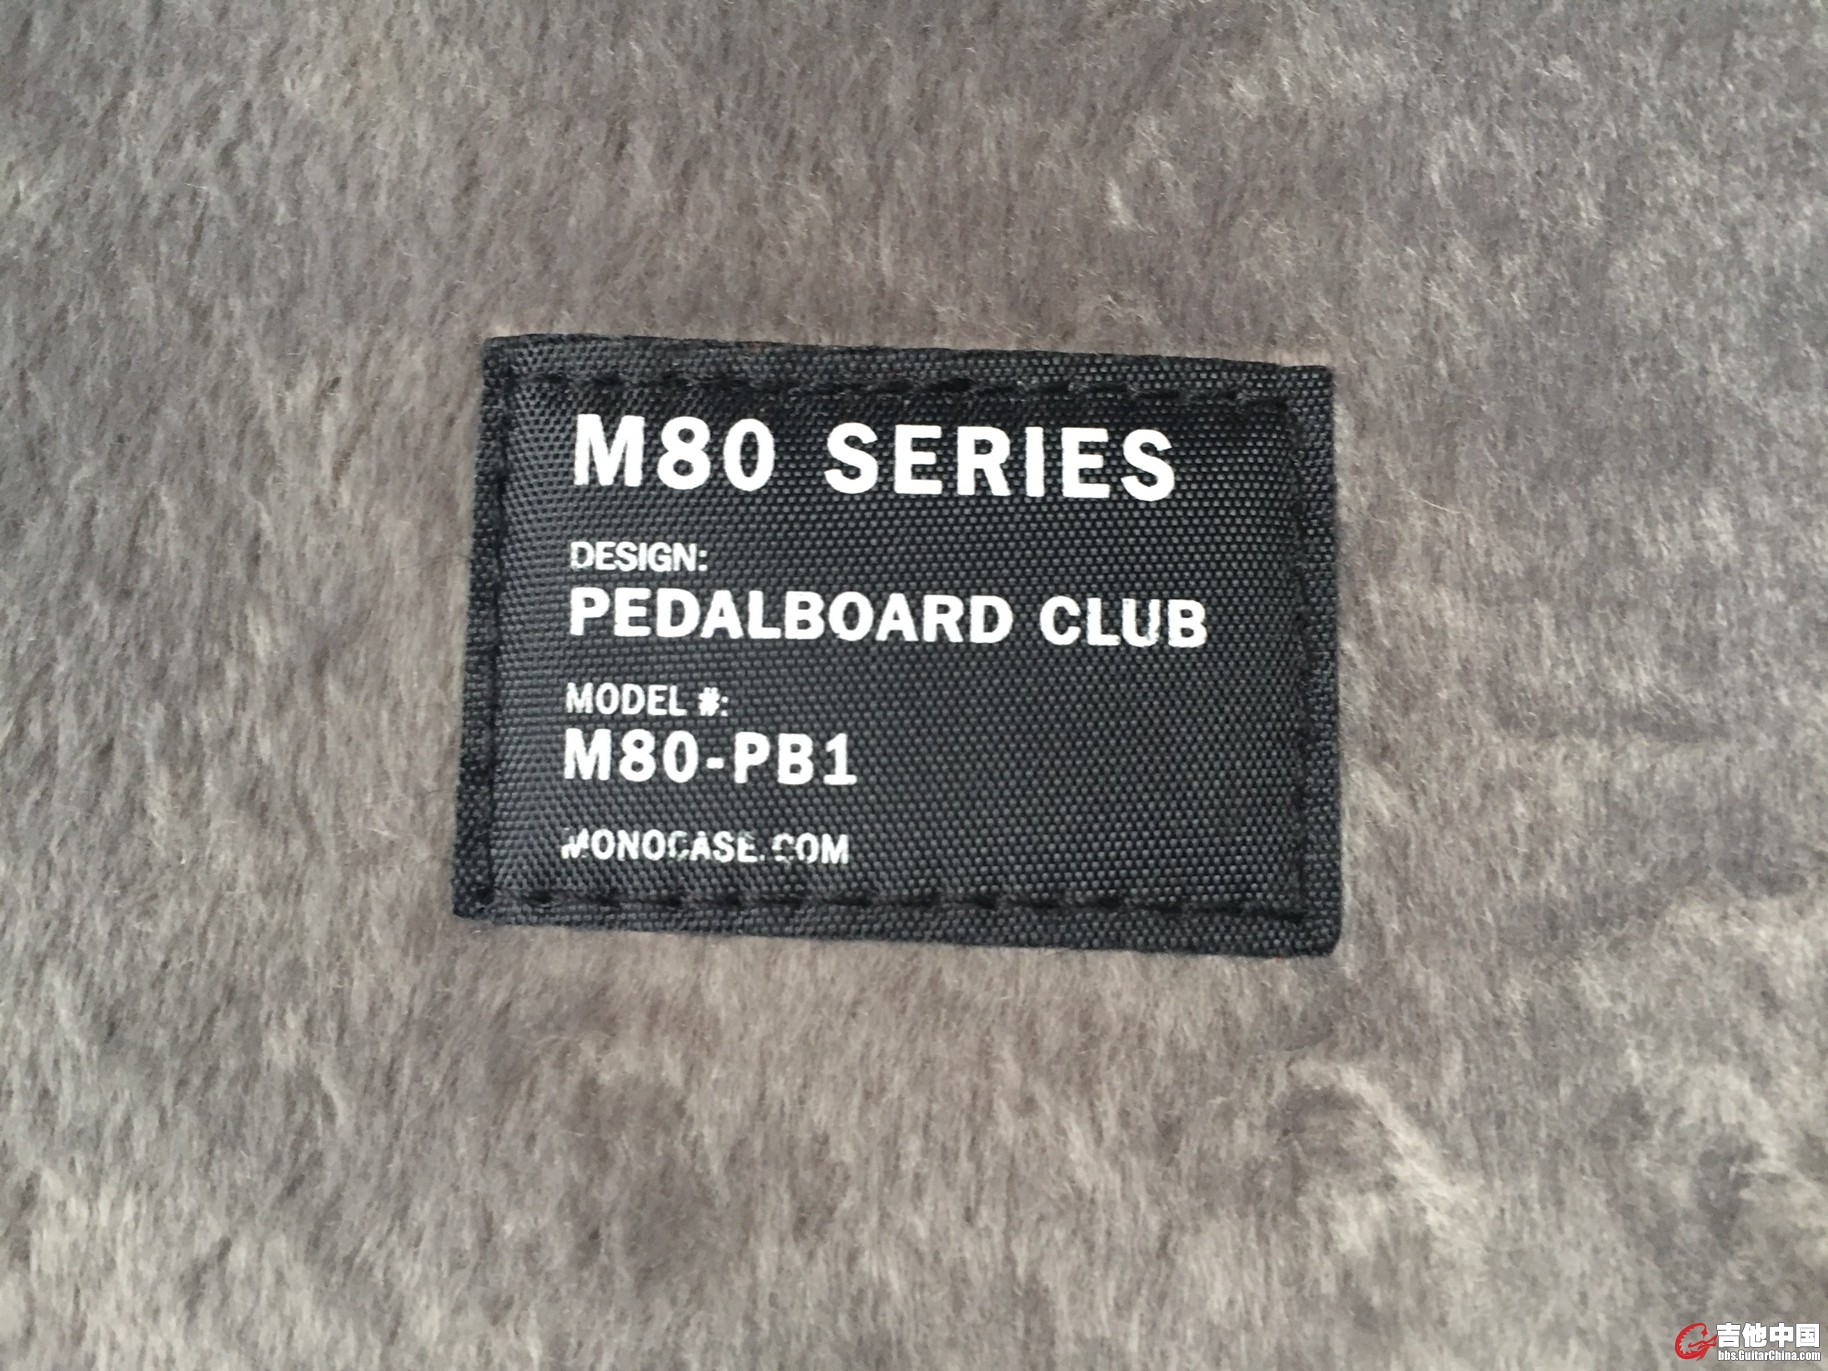 M80 SERIES
DESIGN:
PEDALBOARD CLUB
MODEL #:
M80-PB1
MONOCASE.COM
吉他中国
bbs.GuitarChina.com